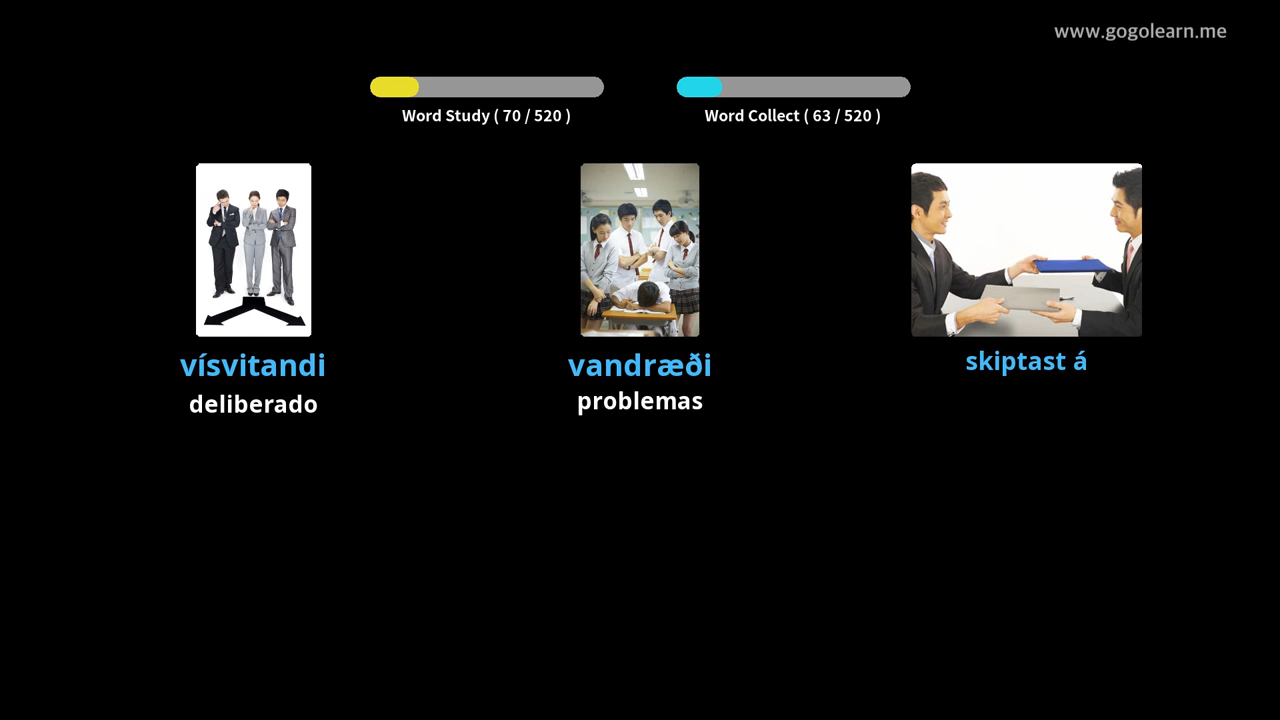 www.gogolearn.me
Word Study ( 70 / 520 )
Word Collect ( 63 / 520 )
vísvitandi
deliberado
vandræði
problemas
skiptast á